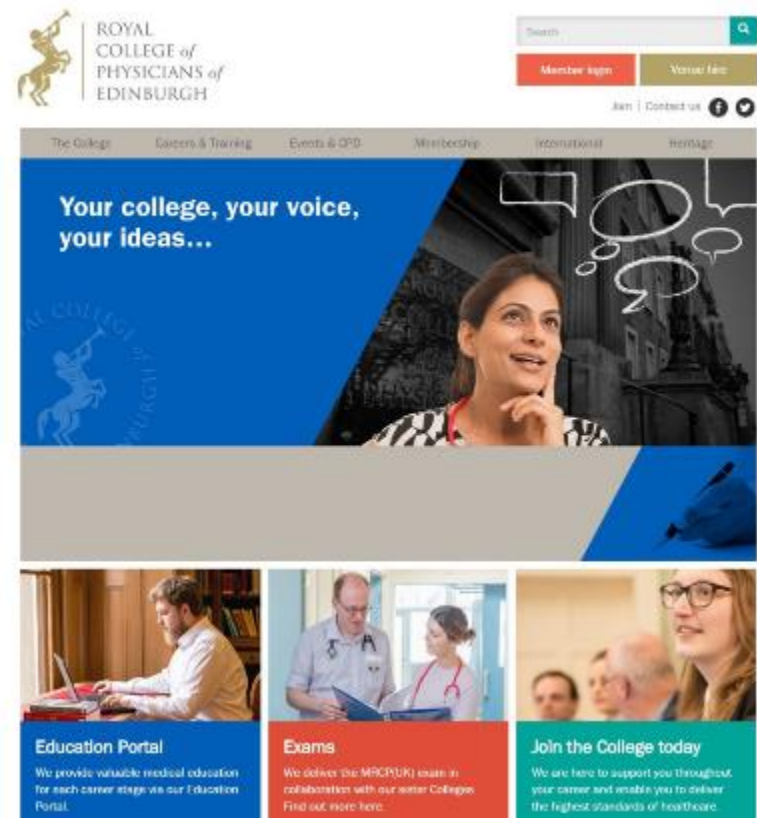 ROYAL
COLLEGE of
PHYSICIANS of
EDINBURGH
Search
Member login
Venue hire
Join | Contact us
The College
Careers & Training
Events & CPD
Membership
International
Heritage
Your college, your voice,
your ideas...
Education Portal
We provide valuable medical education
for each career stage via our Education
Portal.
Exams
We deliver the MRCP(UK) exam in
collaboration with our sister Colleges.
Find out more here.
Join the College today
We are here to support you throughout
your career and enable you to deliver
the highest standards of healthcare.